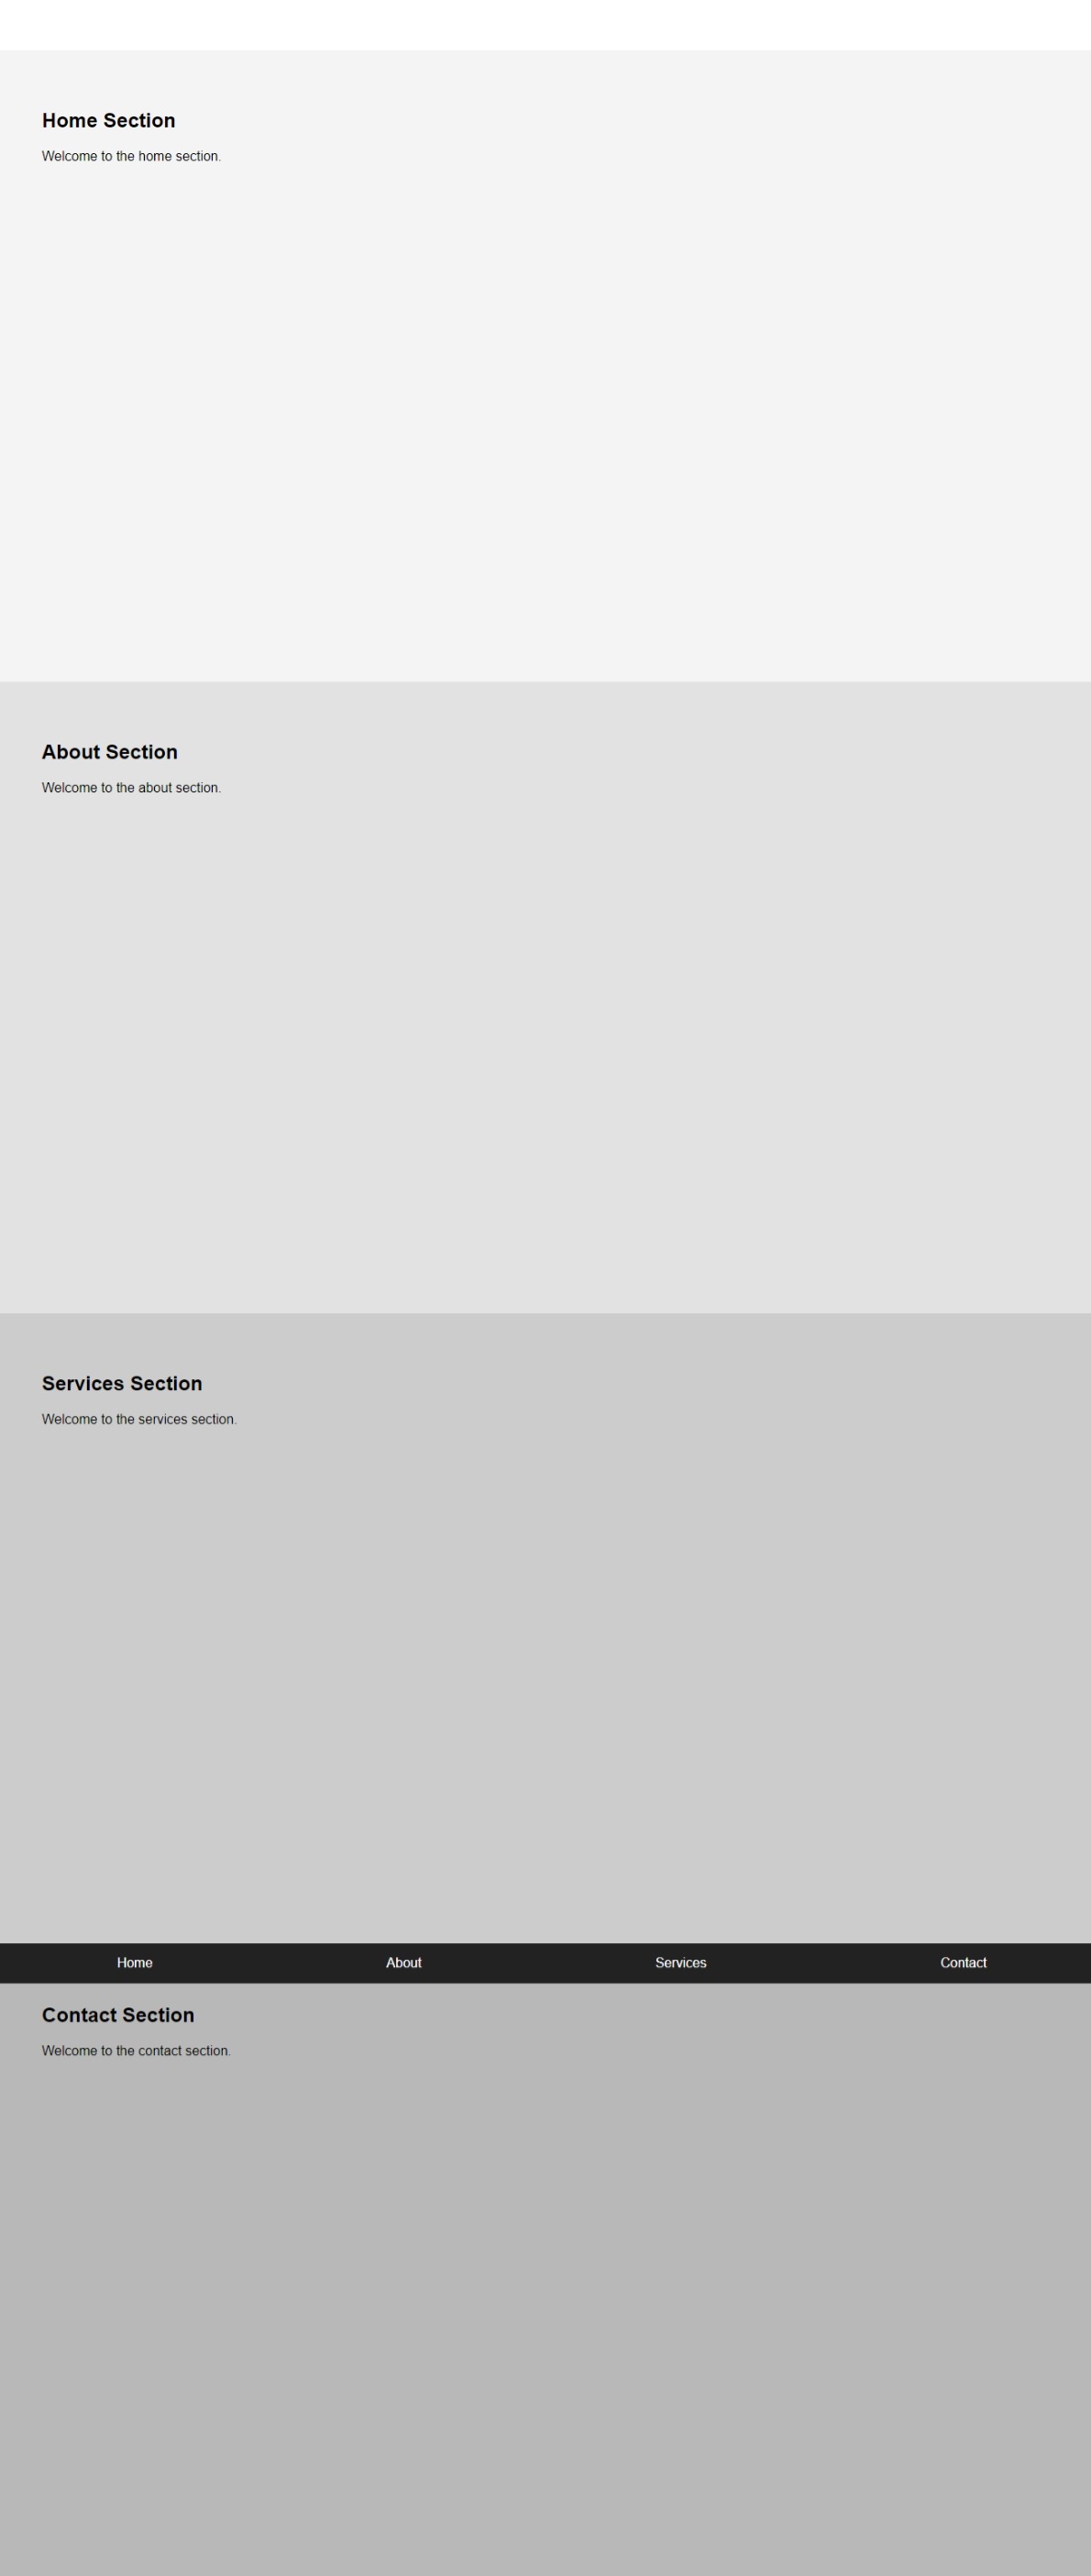 Home Section
Welcome to the home section.
About Section
Welcome to the about section.
Services Section
Welcome to the services section.
Home About Services Contact
Contact Section
Welcome to the contact section.